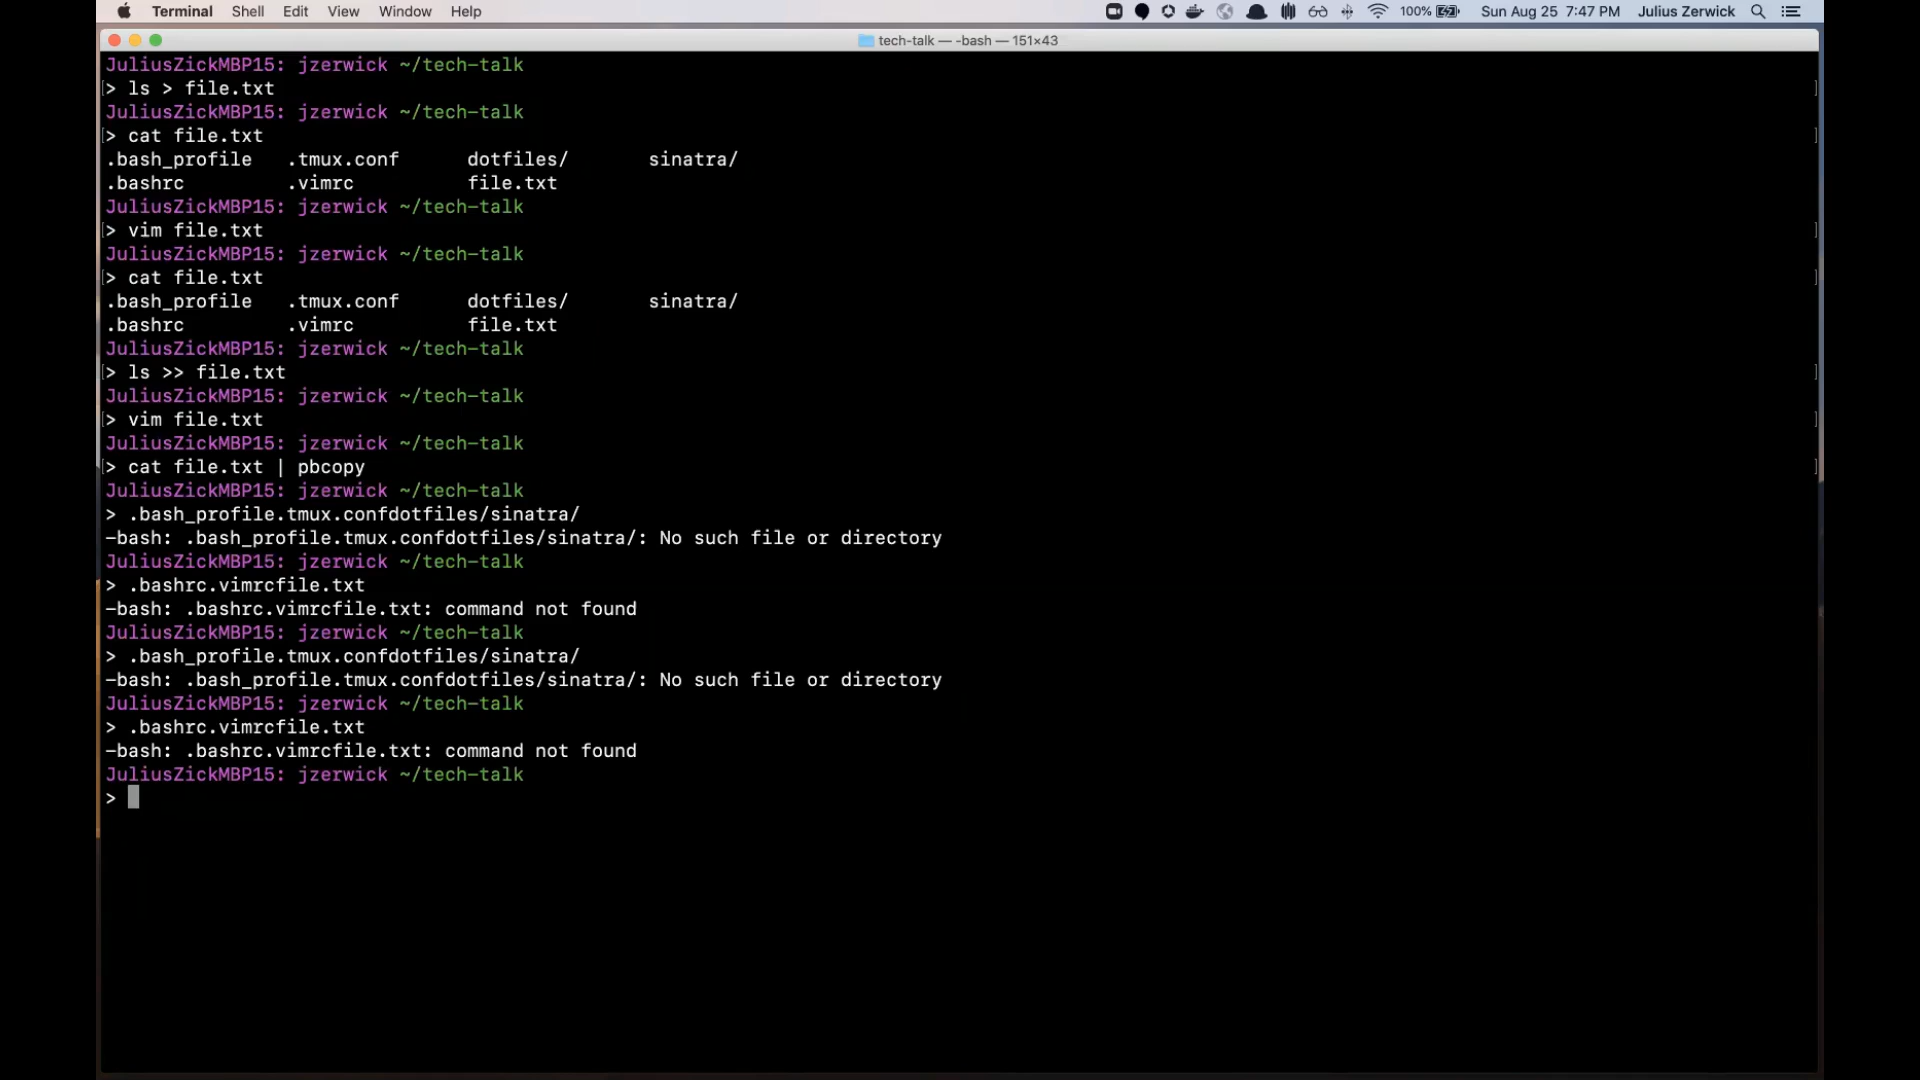 Terminal Shell Edit View Window Help 100% Sun Aug 25 7:47 PM Julius Zerwick
tech-talk — -bash — 151×43
JuliusZickMBP15: jzerwick ~/tech-talk
[> ls > file.txt ]
JuliusZickMBP15: jzerwick ~/tech-talk
[> cat file.txt ]
.bash_profile .tmux.conf dotfiles/ sinatra/
.bashrc .vimrc file.txt
JuliusZickMBP15: jzerwick ~/tech-talk
[> vim file.txt ]
JuliusZickMBP15: jzerwick ~/tech-talk
[> cat file.txt ]
.bash_profile .tmux.conf dotfiles/ sinatra/
.bashrc .vimrc file.txt
JuliusZickMBP15: jzerwick ~/tech-talk
[> ls >> file.txt ]
JuliusZickMBP15: jzerwick ~/tech-talk
[> vim file.txt ]
JuliusZickMBP15: jzerwick ~/tech-talk
[> cat file.txt | pbcopy ]
JuliusZickMBP15: jzerwick ~/tech-talk
> .bash_profile.tmux.confdotfiles/sinatra/
-bash: .bash_profile.tmux.confdotfiles/sinatra/: No such file or directory
JuliusZickMBP15: jzerwick ~/tech-talk
> .bashrc.vimrcfile.txt
-bash: .bashrc.vimrcfile.txt: command not found
JuliusZickMBP15: jzerwick ~/tech-talk
> .bash_profile.tmux.confdotfiles/sinatra/
-bash: .bash_profile.tmux.confdotfiles/sinatra/: No such file or directory
JuliusZickMBP15: jzerwick ~/tech-talk
> .bashrc.vimrcfile.txt
-bash: .bashrc.vimrcfile.txt: command not found
JuliusZickMBP15: jzerwick ~/tech-talk
>